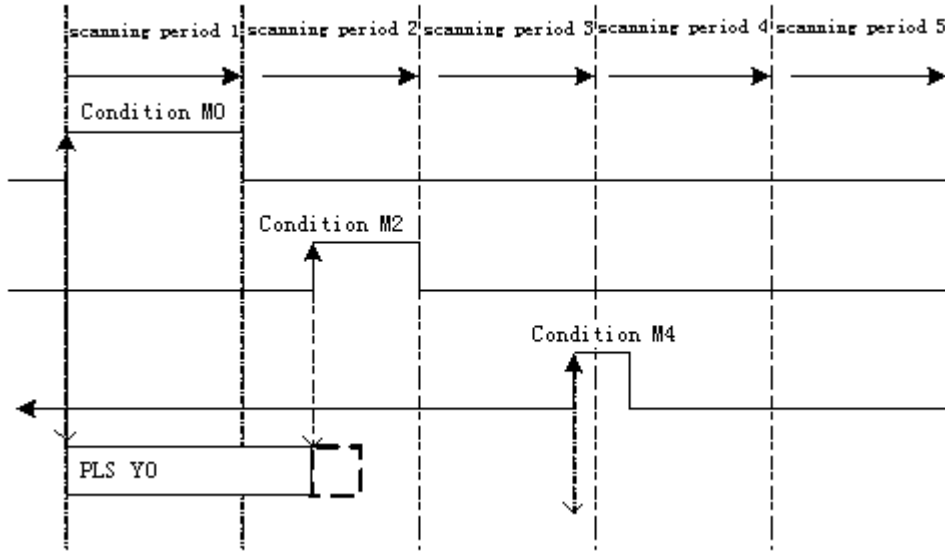 scanning period 1 scanning period 2 scanning period 3 scanning period 4 scanning period 5
Condition M0
Condition M2
Condition M4
PLS Y0